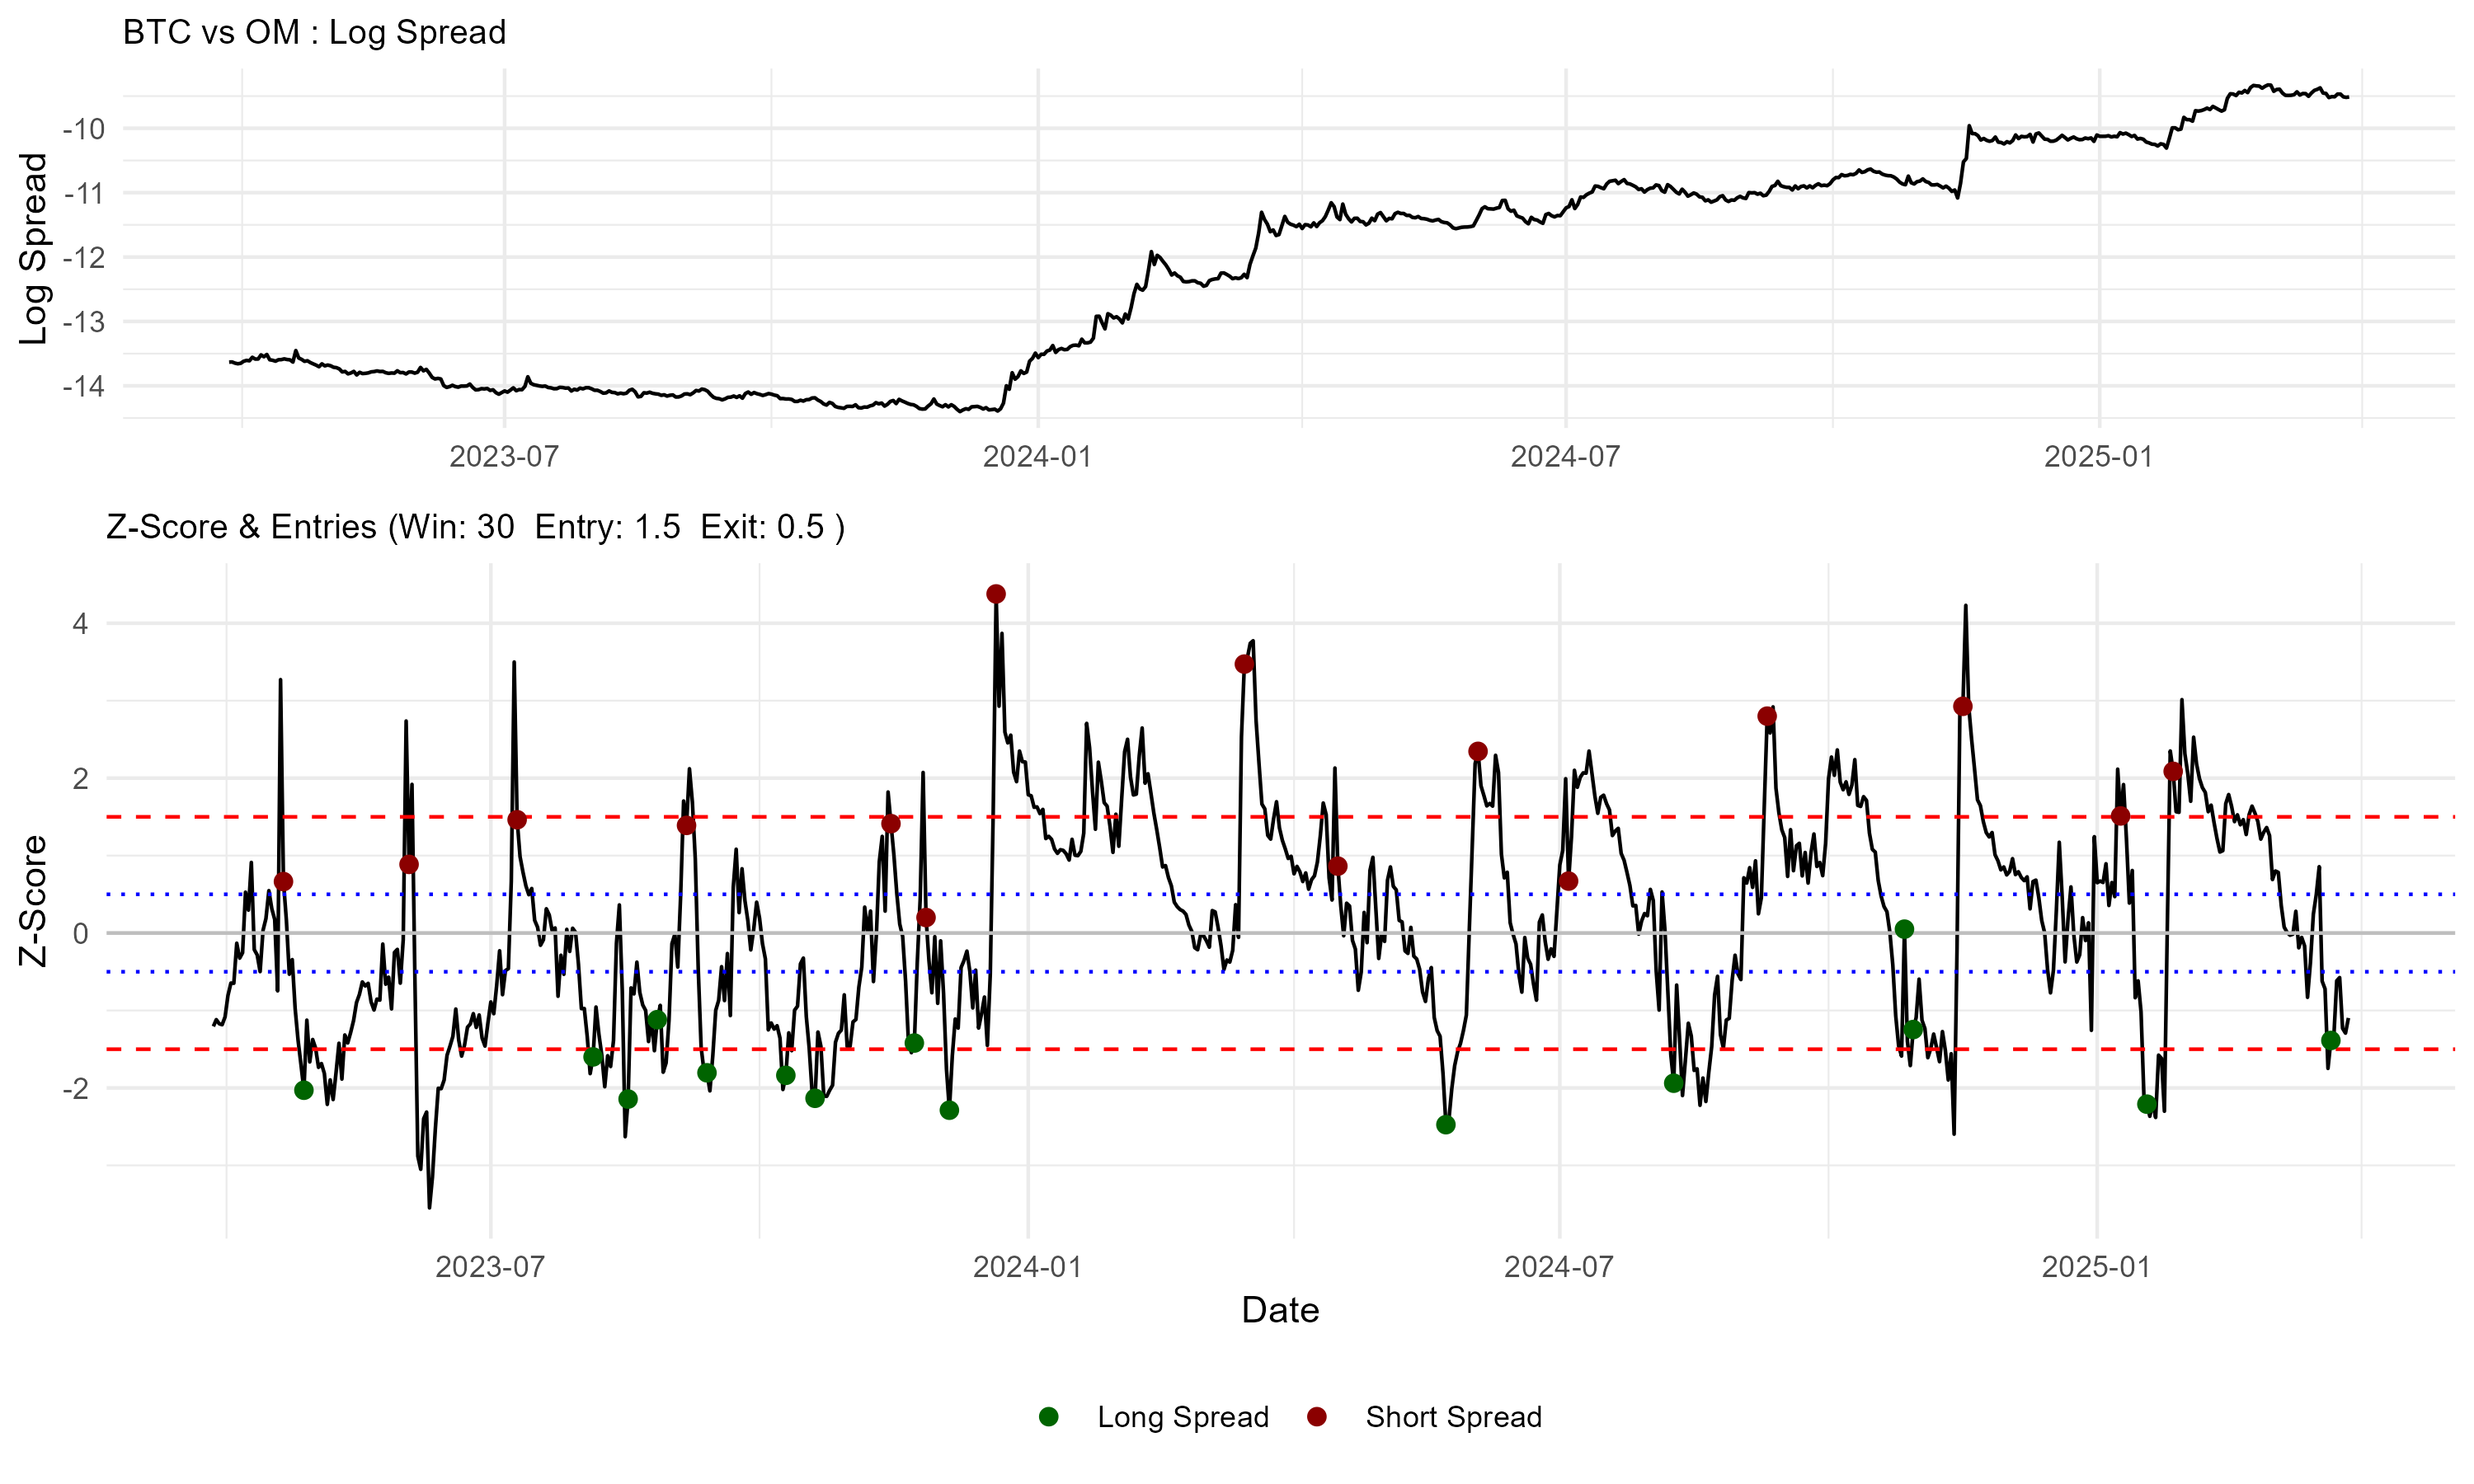 BTC vs OM : Log Spread
Log Spread
-10
-11
-12
-13
-14
2023-07 2024-01 2024-07 2025-01
Z-Score & Entries (Win: 30  Entry: 1.5  Exit: 0.5 )
Z-Score
4
2
0
-2
2023-07 2024-01 2024-07 2025-01
Date
Long Spread Short Spread